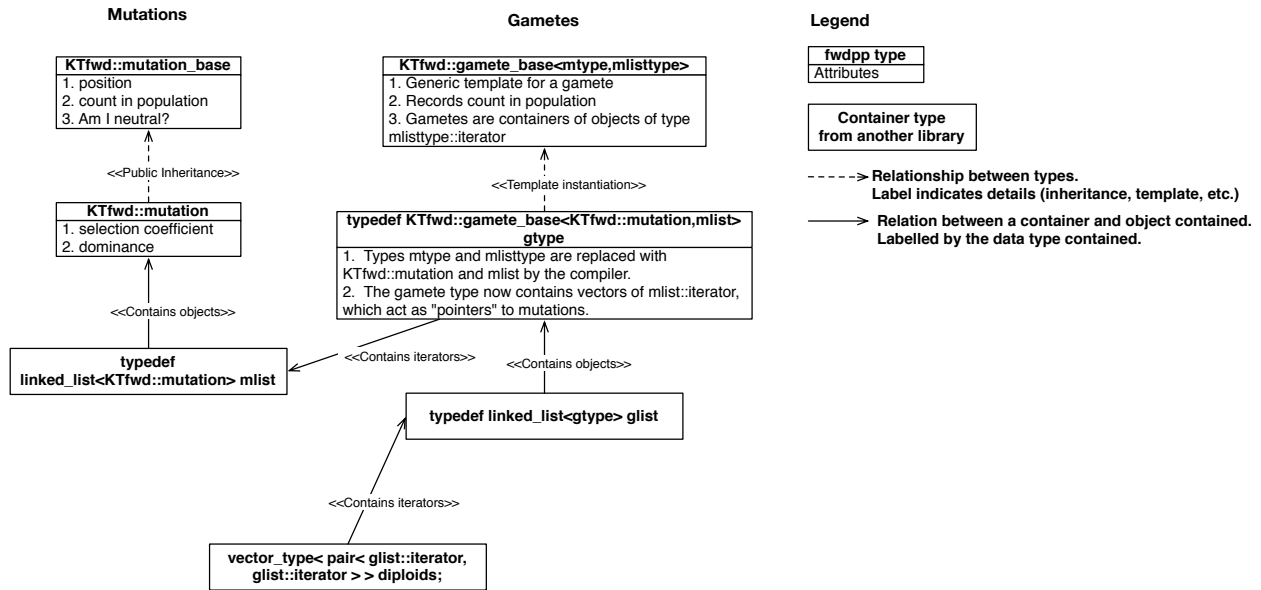 Mutations
KTfwd::mutation_base
1. position
2. count in population
3. Am I neutral?
<<Public Inheritance>>
KTfwd::mutation
1. selection coefficient
2. dominance
<<Contains objects>>
typedef
linked_list<KTfwd::mutation> mlist
Gametes
KTfwd::gamete_base<mtype,mlisttype>
1. Generic template for a gamete
2. Records count in population
3. Gametes are containers of objects of type
mlisttype::iterator
<<Template instantiation>>
typedef KTfwd::gamete_base<KTfwd::mutation,mlist>
gtype
1.  Types mtype and mlisttype are replaced with
KTfwd::mutation and mlist by the compiler.
2.  The gamete type now contains vectors of mlist::iterator,
which act as "pointers" to mutations.
<<Contains iterators>>
<<Contains objects>>
typedef linked_list<gtype> glist
<<Contains iterators>>
vector_type< pair< glist::iterator,
glist::iterator > > diploids;
Legend
fwdpp type
Attributes
Container type
from another library
Relationship between types.
Label indicates details (inheritance, template, etc.)
Relation between a container and object contained.
Labelled by the data type contained.